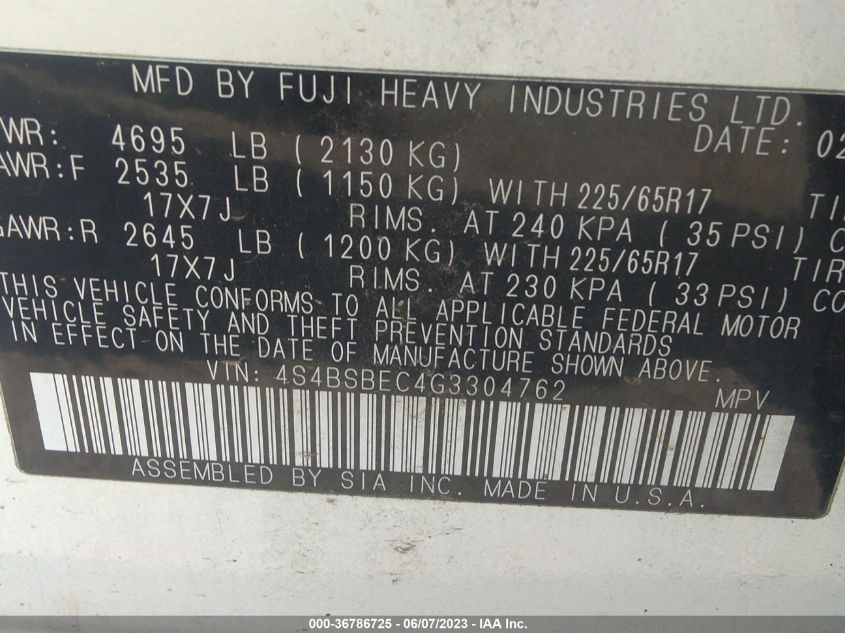 MFD BY FUJI HEAVY INDUSTRIES LTD.
DATE: 02
WR: 4695 LB ( 2130 KG)
AWR:F 2535 LB ( 1150 KG) WITH 225/65R17 TI
17X7J RIMS. AT 240 KPA ( 35 PSI) C
GAWR:R 2645 LB ( 1200 KG) WITH 225/65R17 TIR
17X7J RIMS. AT 230 KPA ( 33 PSI) CO
THIS VEHICLE CONFORMS TO ALL APPLICABLE FEDERAL MOTOR
VEHICLE SAFETY AND THEFT PREVENTION STANDARDS
IN EFFECT ON THE DATE OF MANUFACTURE SHOWN ABOVE.
VIN: 4S4BSBEC4G3304762 MPV
ASSEMBLED BY SIA INC. MADE IN U.S.A.
000-36786725 - 06/07/2023 - IAA Inc.